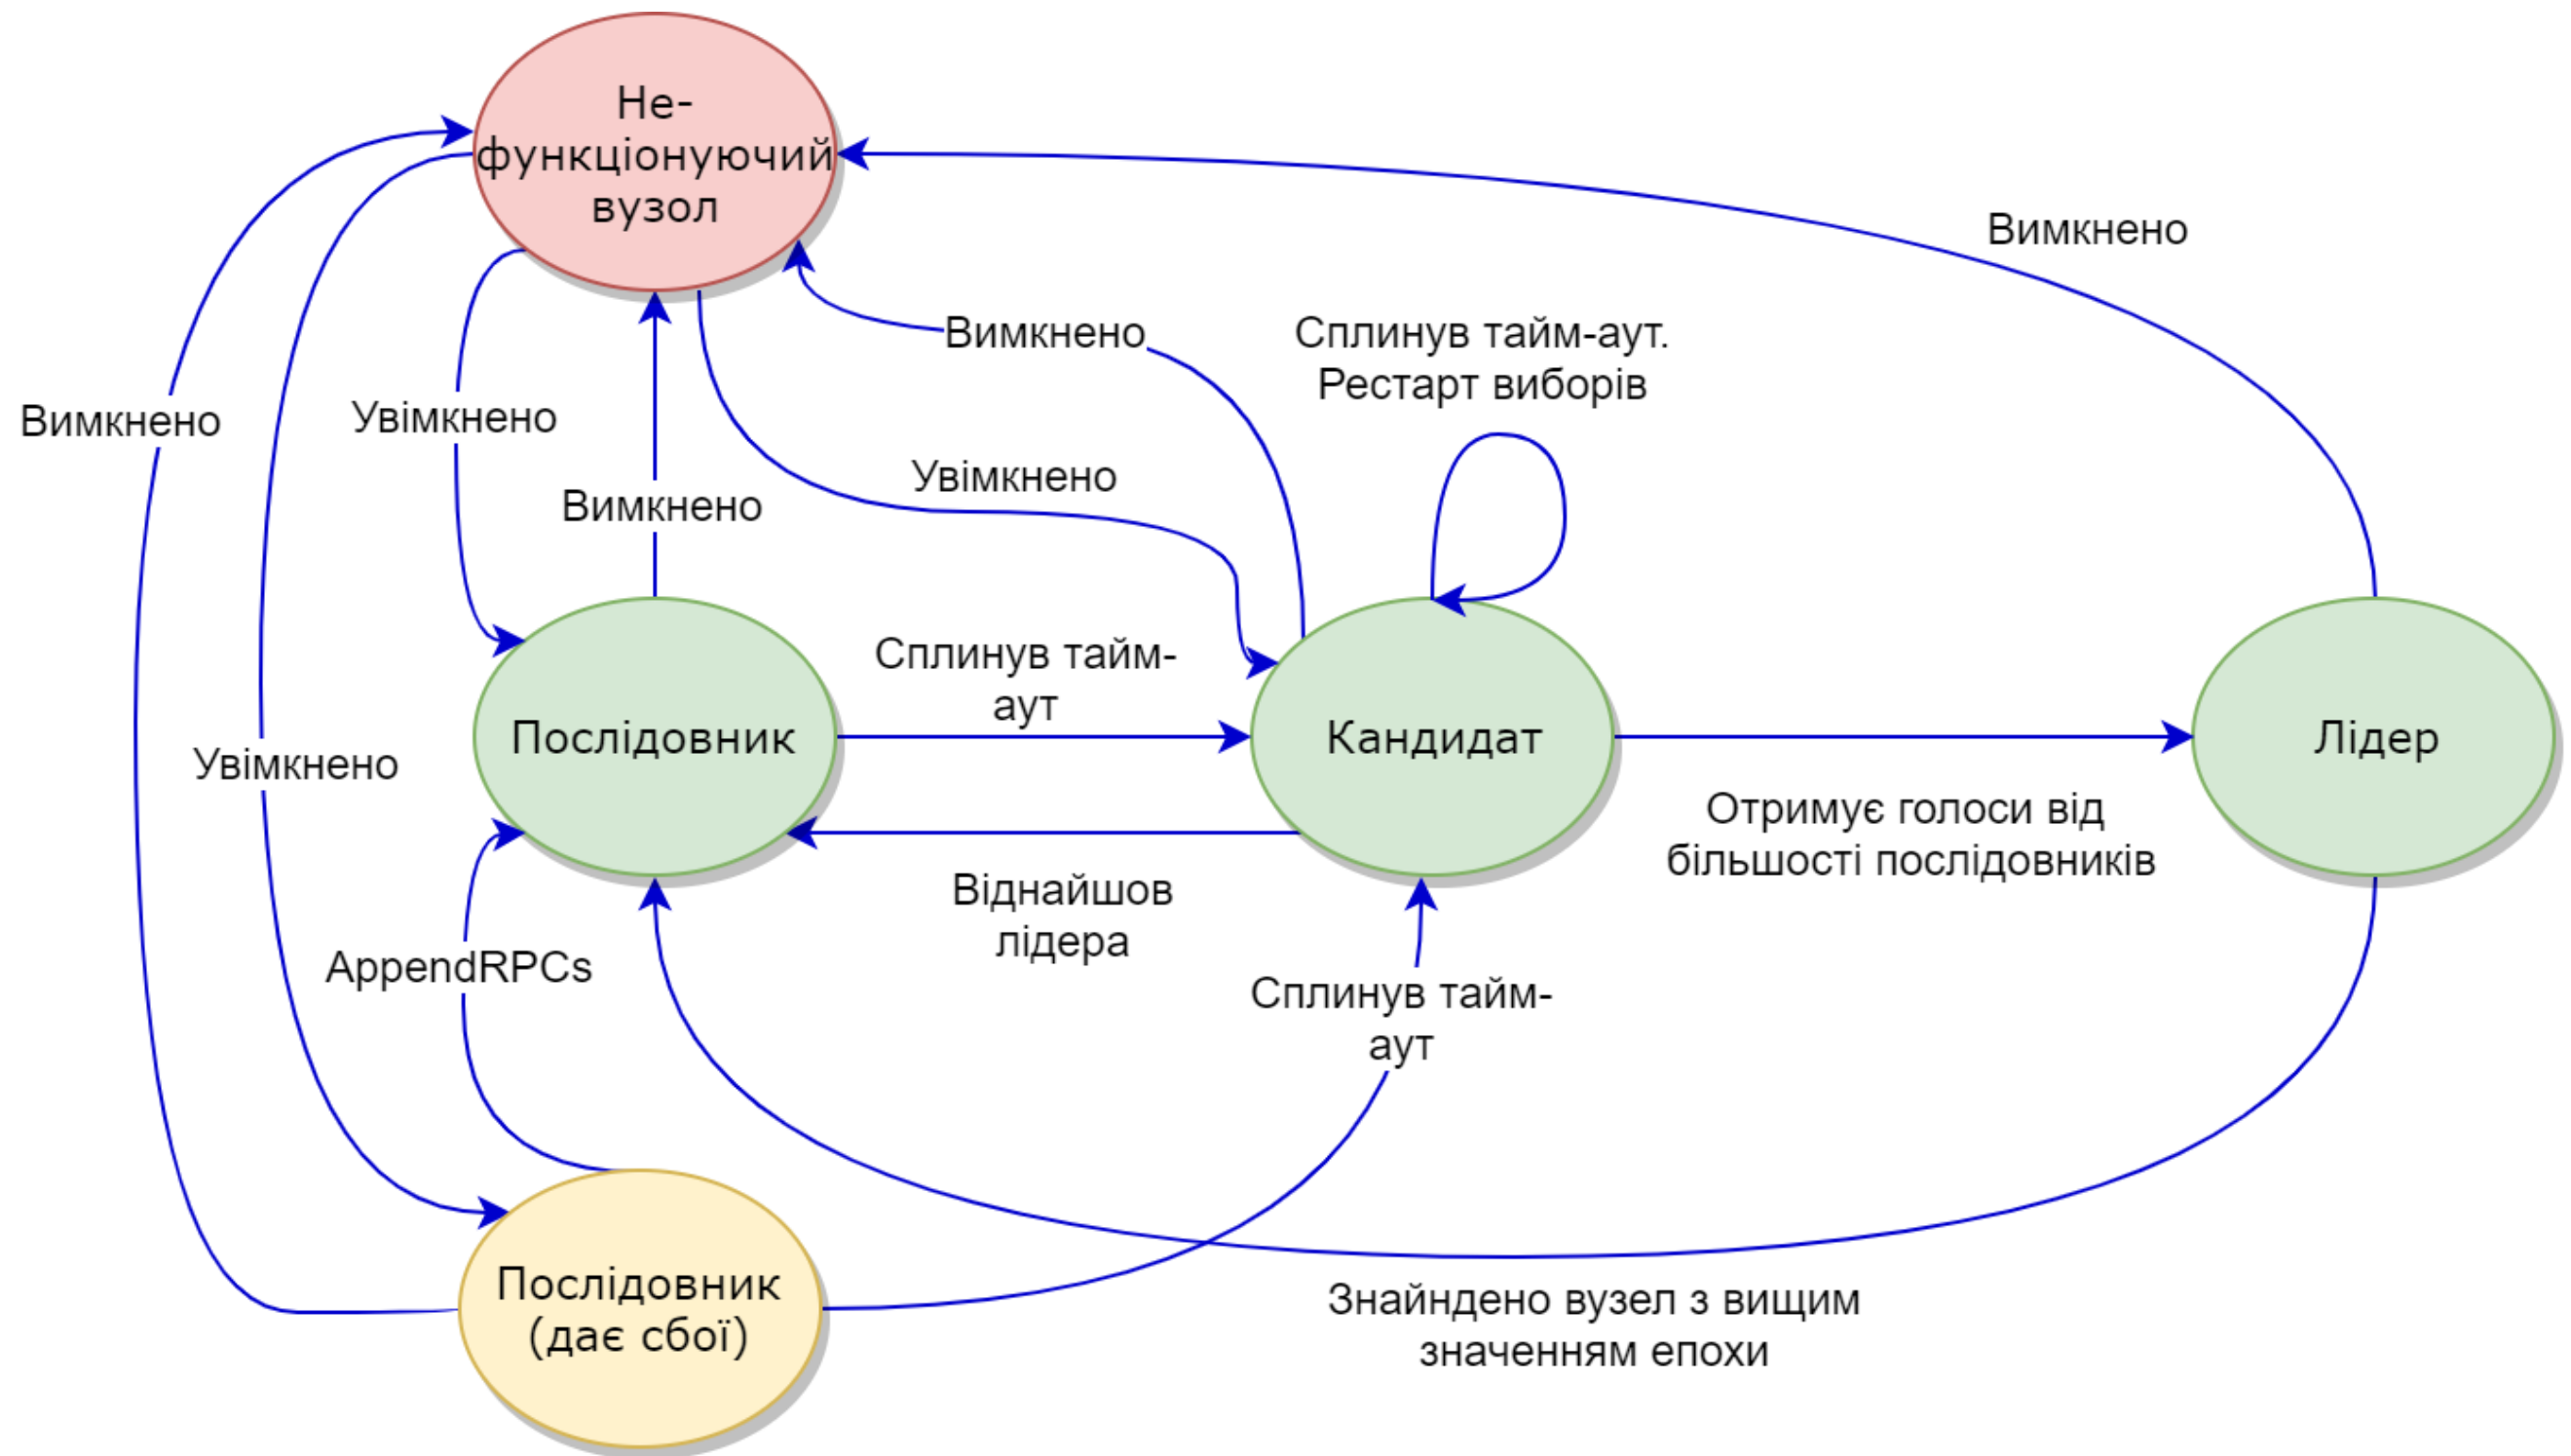 Не-
функціонуючий
вузол
Вимкнено
Вимкнено
Сплинув тайм-аут.
Рестарт виборів
Вимкнено
Увімкнено
Увімкнено
Вимкнено
Сплинув тайм-
аут
Послідовник
Кандидат
Лідер
Увімкнено
Отримує голоси від
більшості послідовників
Віднайшов
лідера
AppendRPCs
Сплинув тайм-
аут
Послідовник
(дає сбої)
Знайндено вузел з вищим
значенням епохи